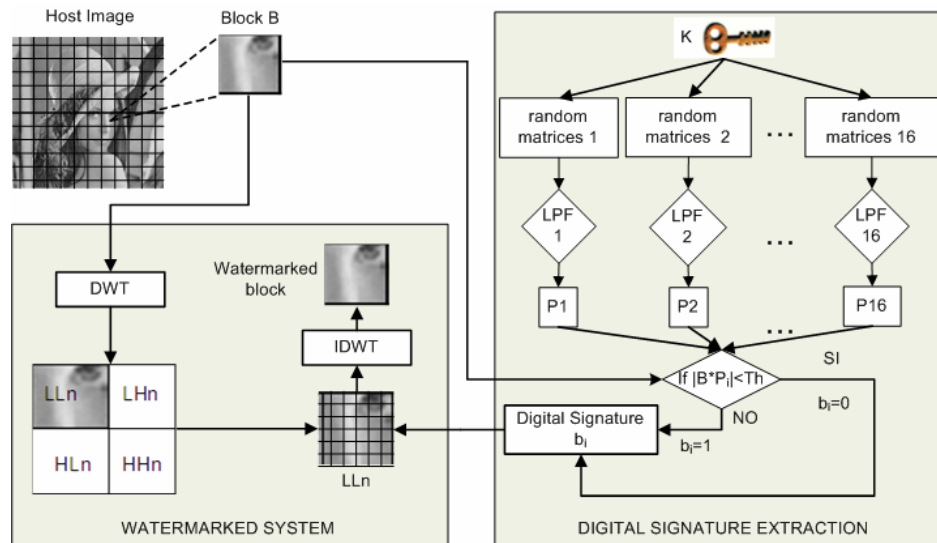 Host Image
Block B
K
random
matrices 1
random
matrices 2
...
random
matrices 16
LPF
1
LPF
2
...
LPF
16
P1
P2
...
P16
If |B*Pᵢ|<Th
SI
bᵢ=0
NO
bᵢ=1
Digital Signature
bᵢ
DIGITAL SIGNATURE EXTRACTION
DWT
Watermarked
block
IDWT
LLn
LHn
HLn
HHn
LLn
WATERMARKED SYSTEM